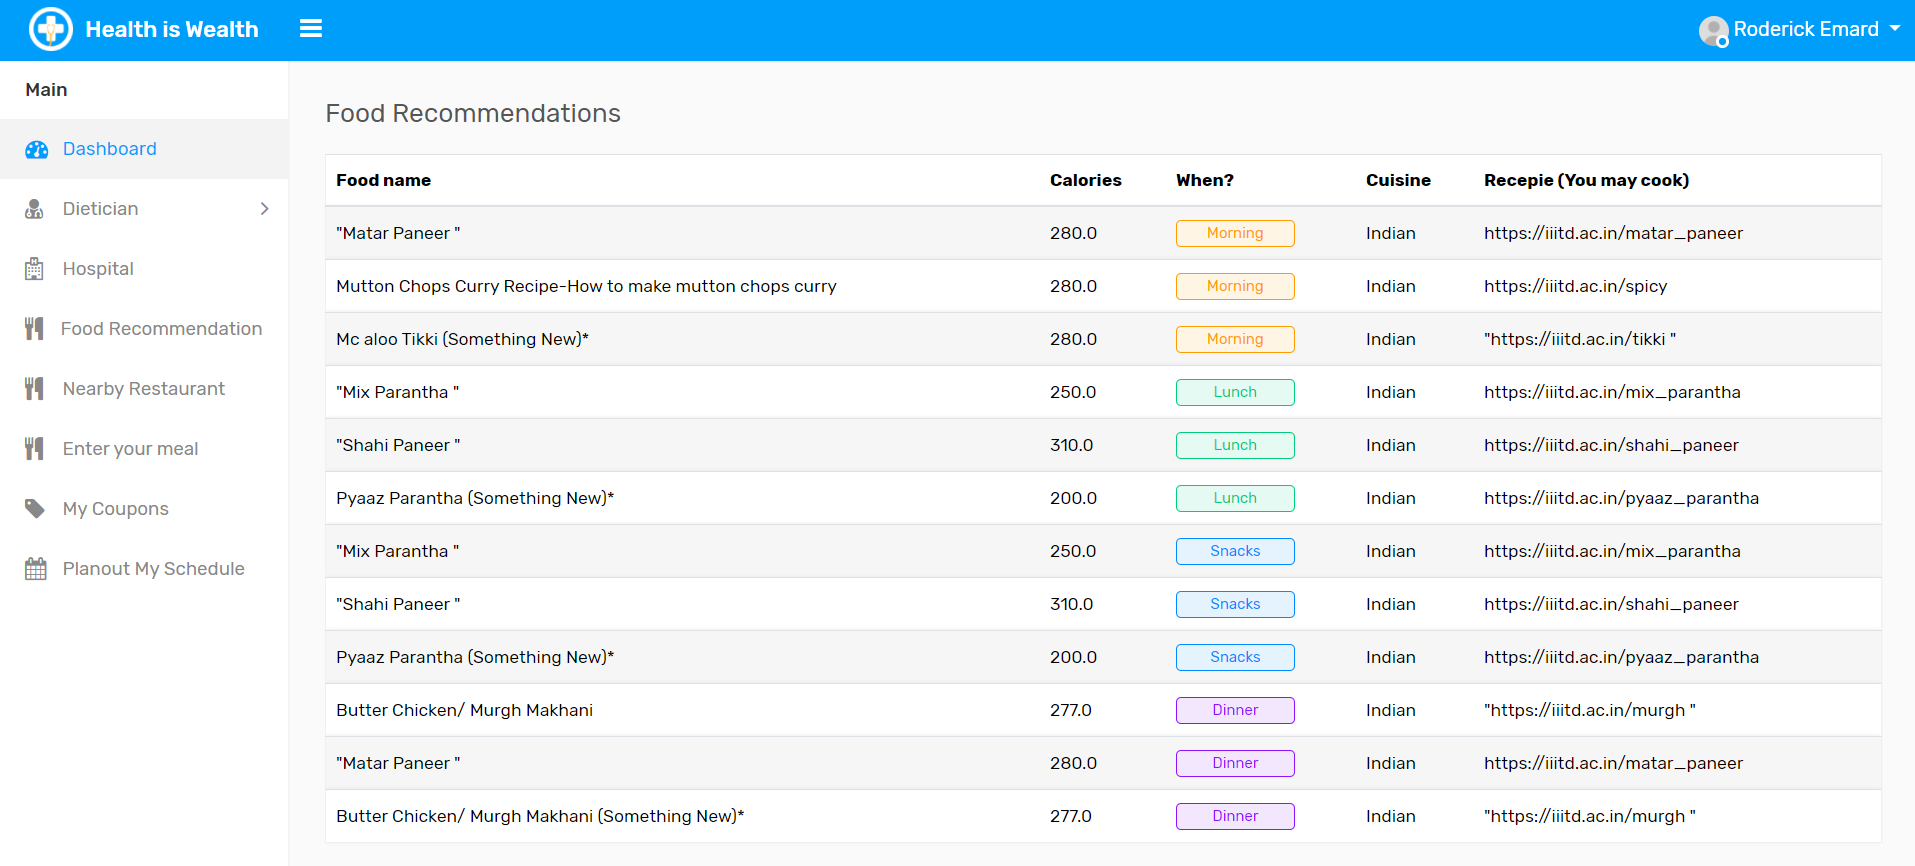 Health is Wealth
Roderick Emard
Main
Dashboard
Dietician
Hospital
Food Recommendation
Nearby Restaurant
Enter your meal
My Coupons
Planout My Schedule
Food Recommendations
Food name Calories When? Cuisine Recepie (You may cook)
"Matar Paneer " 280.0 Morning Indian https://iiitd.ac.in/matar_paneer
Mutton Chops Curry Recipe-How to make mutton chops curry 280.0 Morning Indian https://iiitd.ac.in/spicy
Mc aloo Tikki (Something New)* 280.0 Morning Indian "https://iiitd.ac.in/tikki "
"Mix Parantha " 250.0 Lunch Indian https://iiitd.ac.in/mix_parantha
"Shahi Paneer " 310.0 Lunch Indian https://iiitd.ac.in/shahi_paneer
Pyaaz Parantha (Something New)* 200.0 Lunch Indian https://iiitd.ac.in/pyaaz_parantha
"Mix Parantha " 250.0 Snacks Indian https://iiitd.ac.in/mix_parantha
"Shahi Paneer " 310.0 Snacks Indian https://iiitd.ac.in/shahi_paneer
Pyaaz Parantha (Something New)* 200.0 Snacks Indian https://iiitd.ac.in/pyaaz_parantha
Butter Chicken/ Murgh Makhani 277.0 Dinner Indian "https://iiitd.ac.in/murgh "
"Matar Paneer " 280.0 Dinner Indian https://iiitd.ac.in/matar_paneer
Butter Chicken/ Murgh Makhani (Something New)* 277.0 Dinner Indian "https://iiitd.ac.in/murgh "